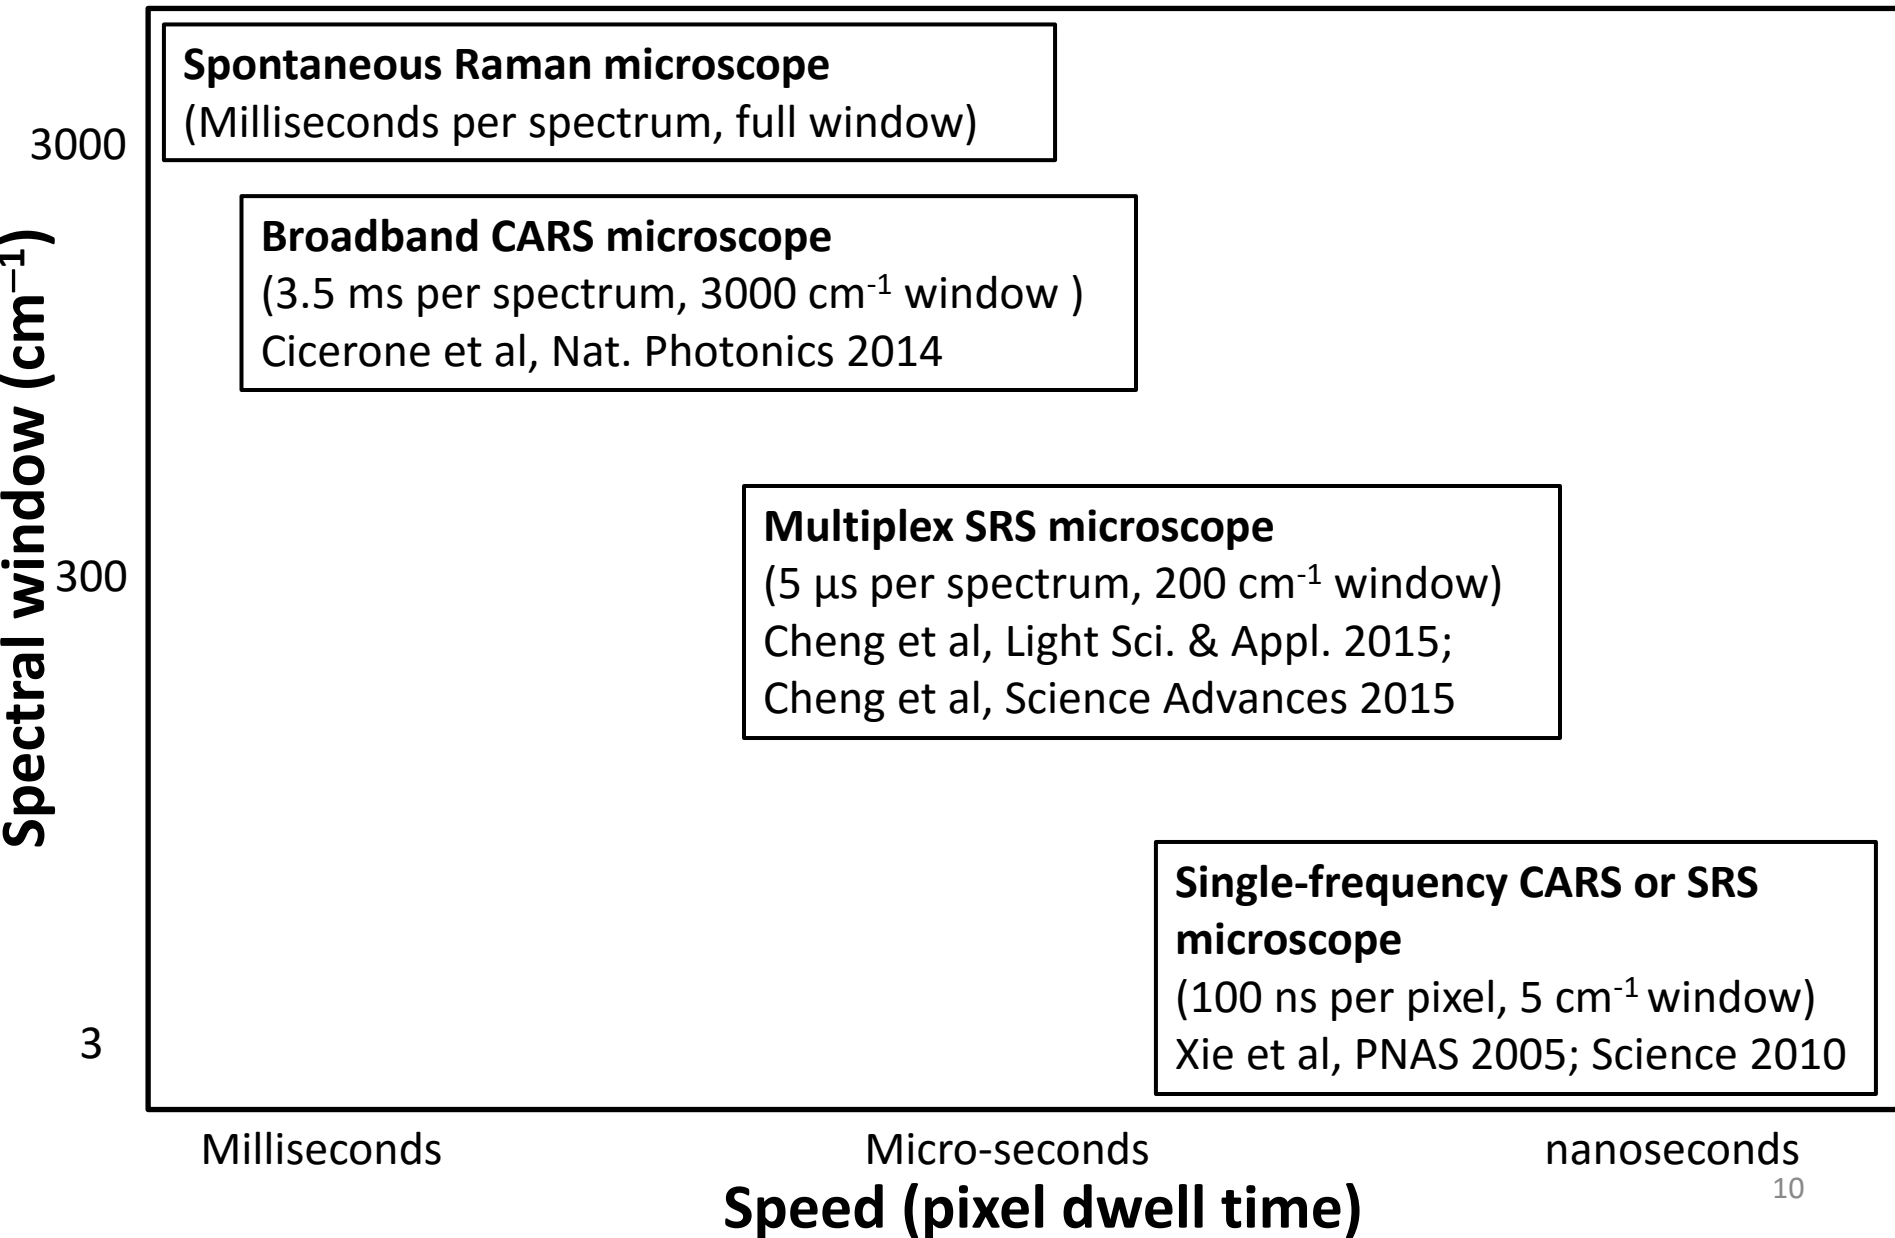 Spontaneous Raman microscope
(Milliseconds per spectrum, full window)
3000
Broadband CARS microscope
(3.5 ms per spectrum, 3000 cm⁻¹ window )
Cicerone et al, Nat. Photonics 2014
Spectral window (cm⁻¹)
Multiplex SRS microscope
300
(5 µs per spectrum, 200 cm⁻¹ window)
Cheng et al, Light Sci. & Appl. 2015;
Cheng et al, Science Advances 2015
Single-frequency CARS or SRS
microscope
(100 ns per pixel, 5 cm⁻¹ window)
3
Xie et al, PNAS 2005; Science 2010
Milliseconds
Micro-seconds
nanoseconds
Speed (pixel dwell time)
10